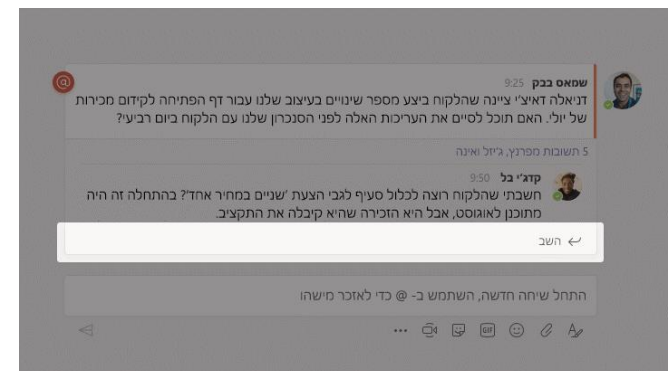 שמאס בבק 9:25
דניאלה דאיצ'י ציינה שהלקוח ביצע מספר שינויים בעיצוב שלנו עבור דף הפתיחה לקידום מכירות
של יולי. האם תוכל לסיים את העריכות האלה לפני הסנכרון שלנו עם הלקוח ביום רביעי?
5 תשובות מפרנץ, ג'יזל ואינה
קדג'י בל 9:50
חשבתי שהלקוח רוצה לכלול סעיף לגבי הצעת 'שניים במחיר אחד'? בהתחלה זה היה
מתוכנן לאוגוסט, אבל היא הזכירה שהיא קיבלה את התקציב.
השב
התחל שיחה חדשה, השתמש ב- @ כדי לאזכר מישהו
GIF